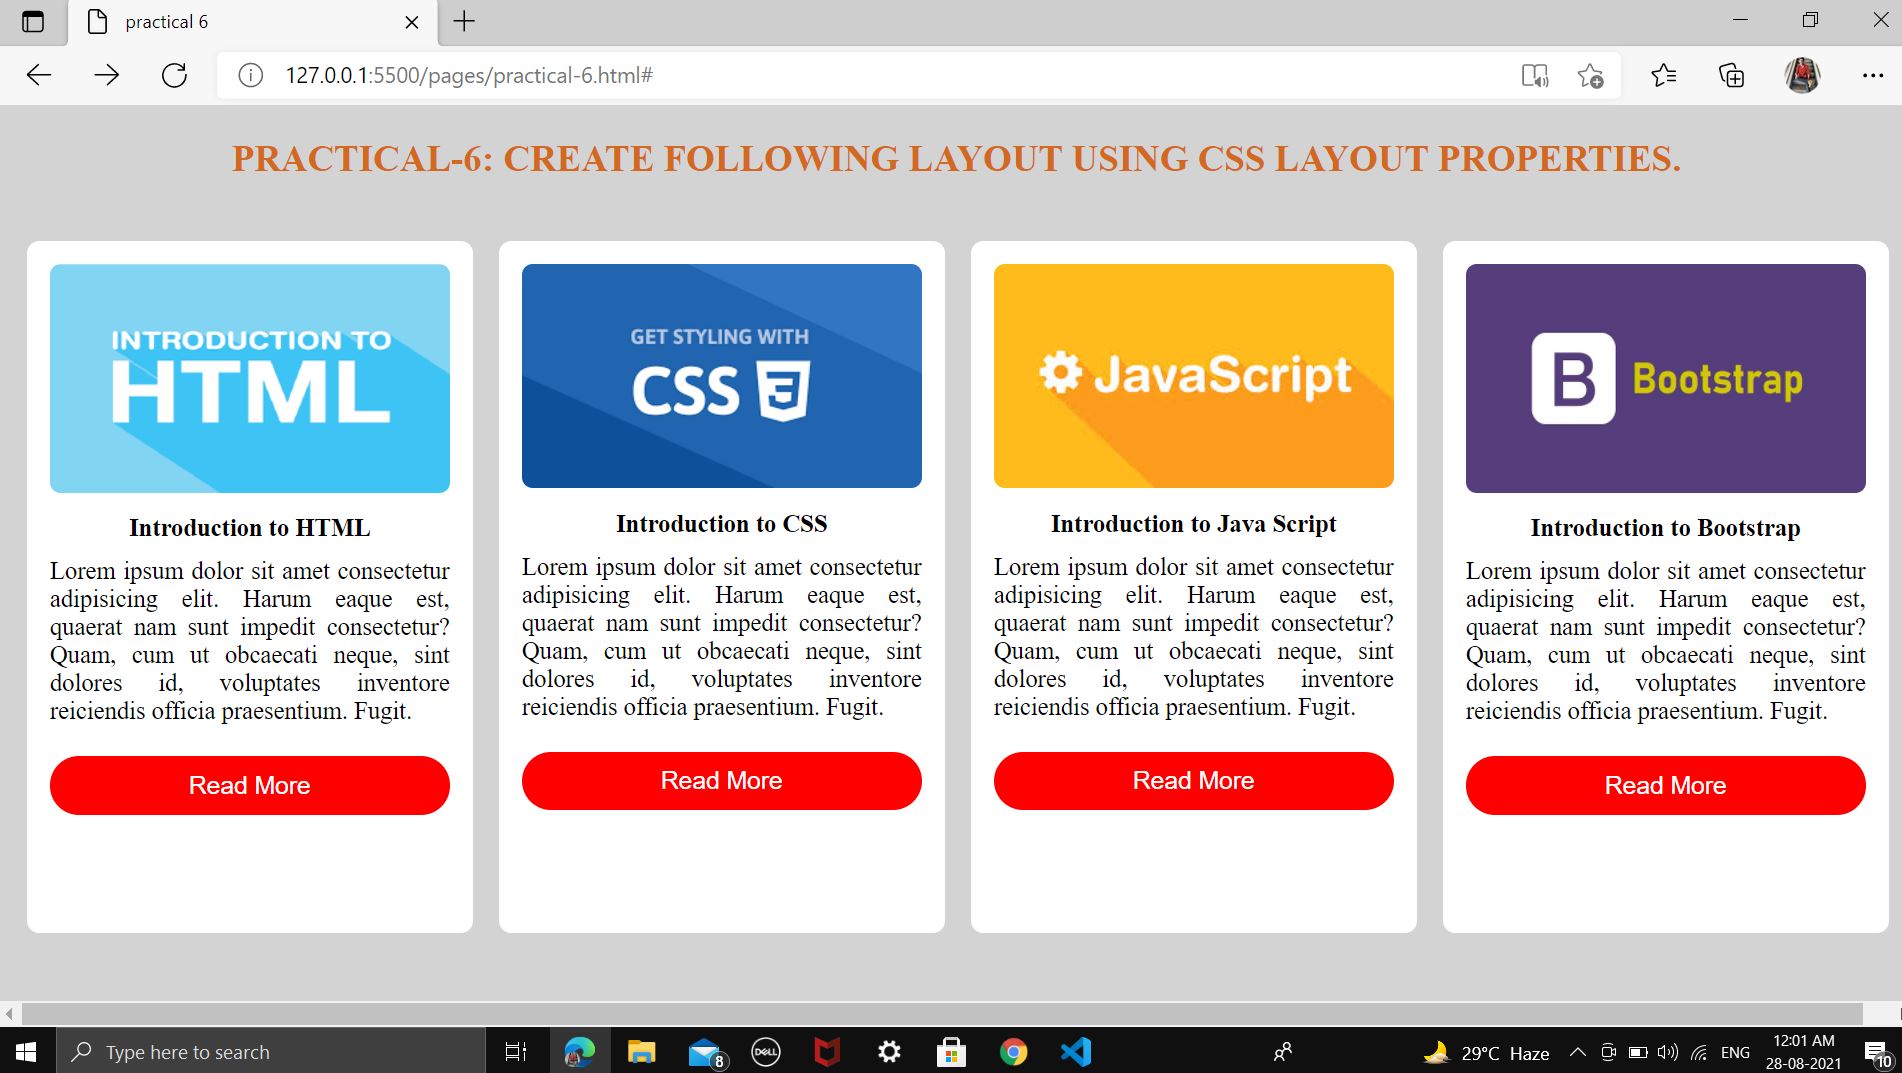 practical 6
127.0.0.1:5500/pages/practical-6.html#
PRACTICAL-6: CREATE FOLLOWING LAYOUT USING CSS LAYOUT PROPERTIES.
INTRODUCTION TO
HTML
Introduction to HTML
Lorem ipsum dolor sit amet consectetur
adipisicing elit. Harum eaque est,
quaerat nam sunt impedit consectetur?
Quam, cum ut obcaecati neque, sint
dolores id, voluptates inventore
reiciendis officia praesentium. Fugit.
Read More
GET STYLING WITH
CSS 3
Introduction to CSS
Lorem ipsum dolor sit amet consectetur
adipisicing elit. Harum eaque est,
quaerat nam sunt impedit consectetur?
Quam, cum ut obcaecati neque, sint
dolores id, voluptates inventore
reiciendis officia praesentium. Fugit.
Read More
JavaScript
Introduction to Java Script
Lorem ipsum dolor sit amet consectetur
adipisicing elit. Harum eaque est,
quaerat nam sunt impedit consectetur?
Quam, cum ut obcaecati neque, sint
dolores id, voluptates inventore
reiciendis officia praesentium. Fugit.
Read More
B Bootstrap
Introduction to Bootstrap
Lorem ipsum dolor sit amet consectetur
adipisicing elit. Harum eaque est,
quaerat nam sunt impedit consectetur?
Quam, cum ut obcaecati neque, sint
dolores id, voluptates inventore
reiciendis officia praesentium. Fugit.
Read More
Type here to search
8
DELL
29°C Haze
ENG
12:01 AM
28-08-2021
10